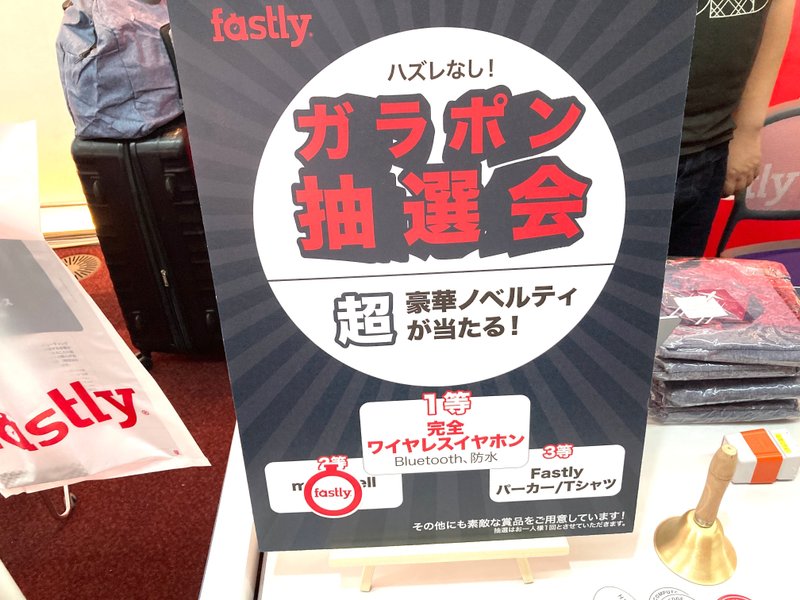 fastly
ハズレなし！
ガラポン
抽選会
超
豪華ノベルティ
が当たる！
1等
完全
ワイヤレスイヤホン
Bluetooth、防水
2等
fastly
3等
Fastly
パーカー/Tシャツ
その他にも素敵な賞品をご用意しています！
抽選はお一人様1回とさせていただきます。
fastly